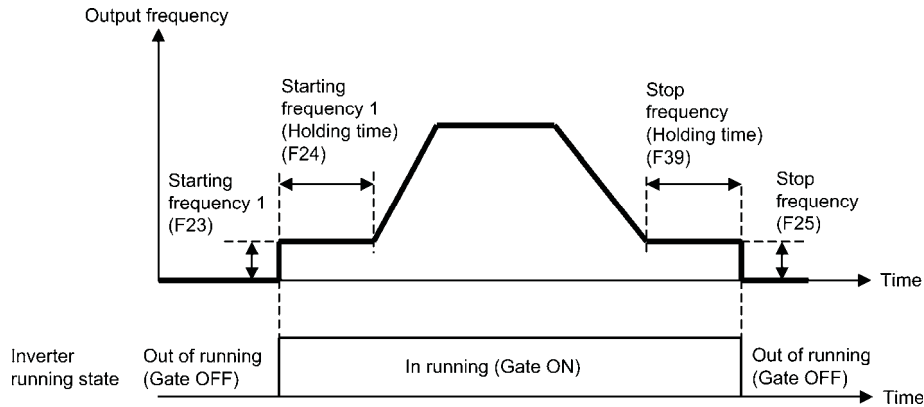 Output frequency
Starting
frequency 1
(Holding time)
(F24)
Stop
frequency
(Holding time)
(F39)
Starting
frequency 1
(F23)
Stop
frequency
(F25)
Time
Inverter
running state
Out of running
(Gate OFF)
In running (Gate ON)
Out of running
(Gate OFF)
Time